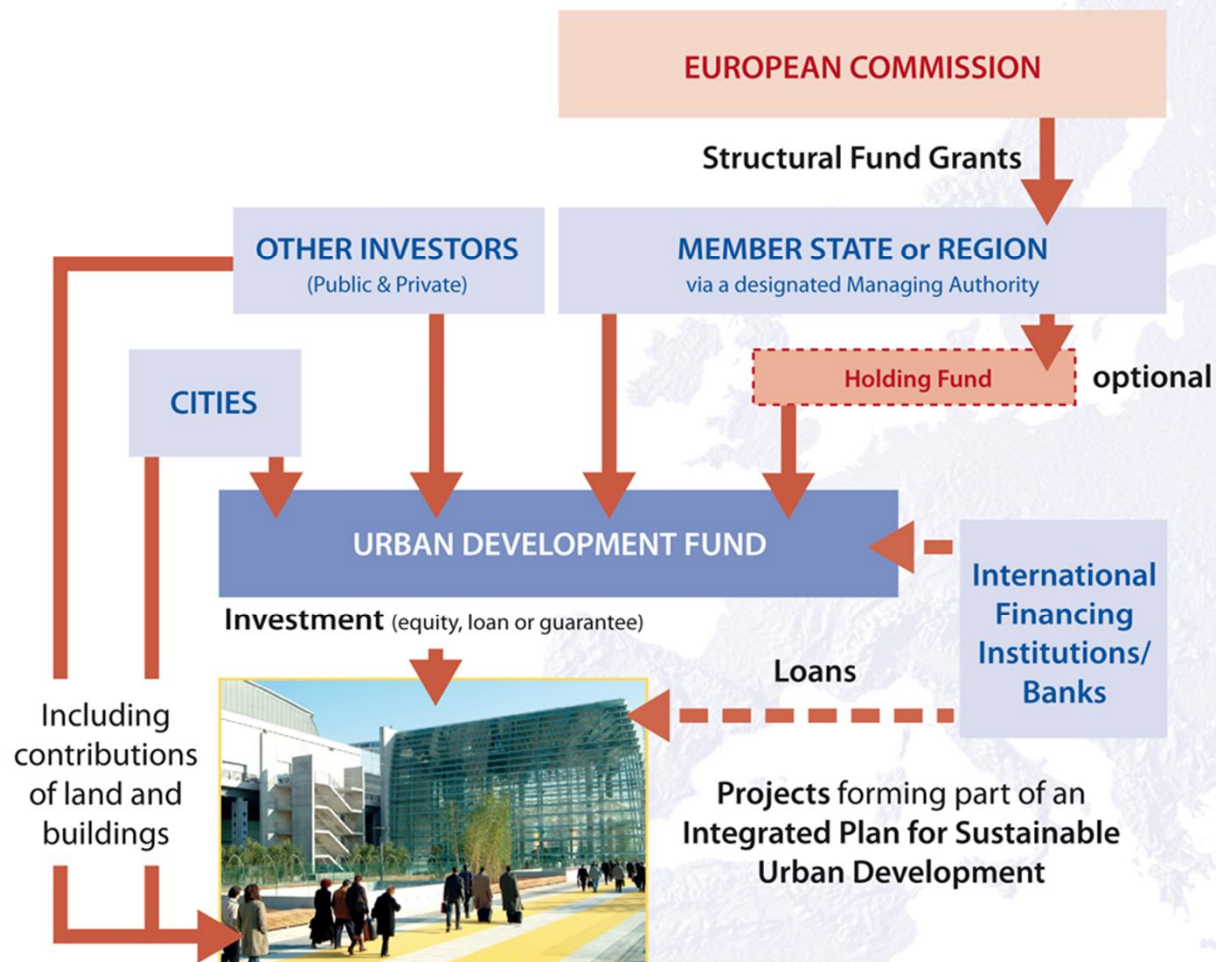 EUROPEAN COMMISSION
Structural Fund Grants
OTHER INVESTORS
(Public & Private)
MEMBER STATE or REGION
via a designated Managing Authority
CITIES
Holding Fund
optional
URBAN DEVELOPMENT FUND
International
Financing
Institutions/
Banks
Investment (equity, loan or guarantee)
Loans
Including
contributions
of land and
buildings
Projects forming part of an
Integrated Plan for Sustainable
Urban Development